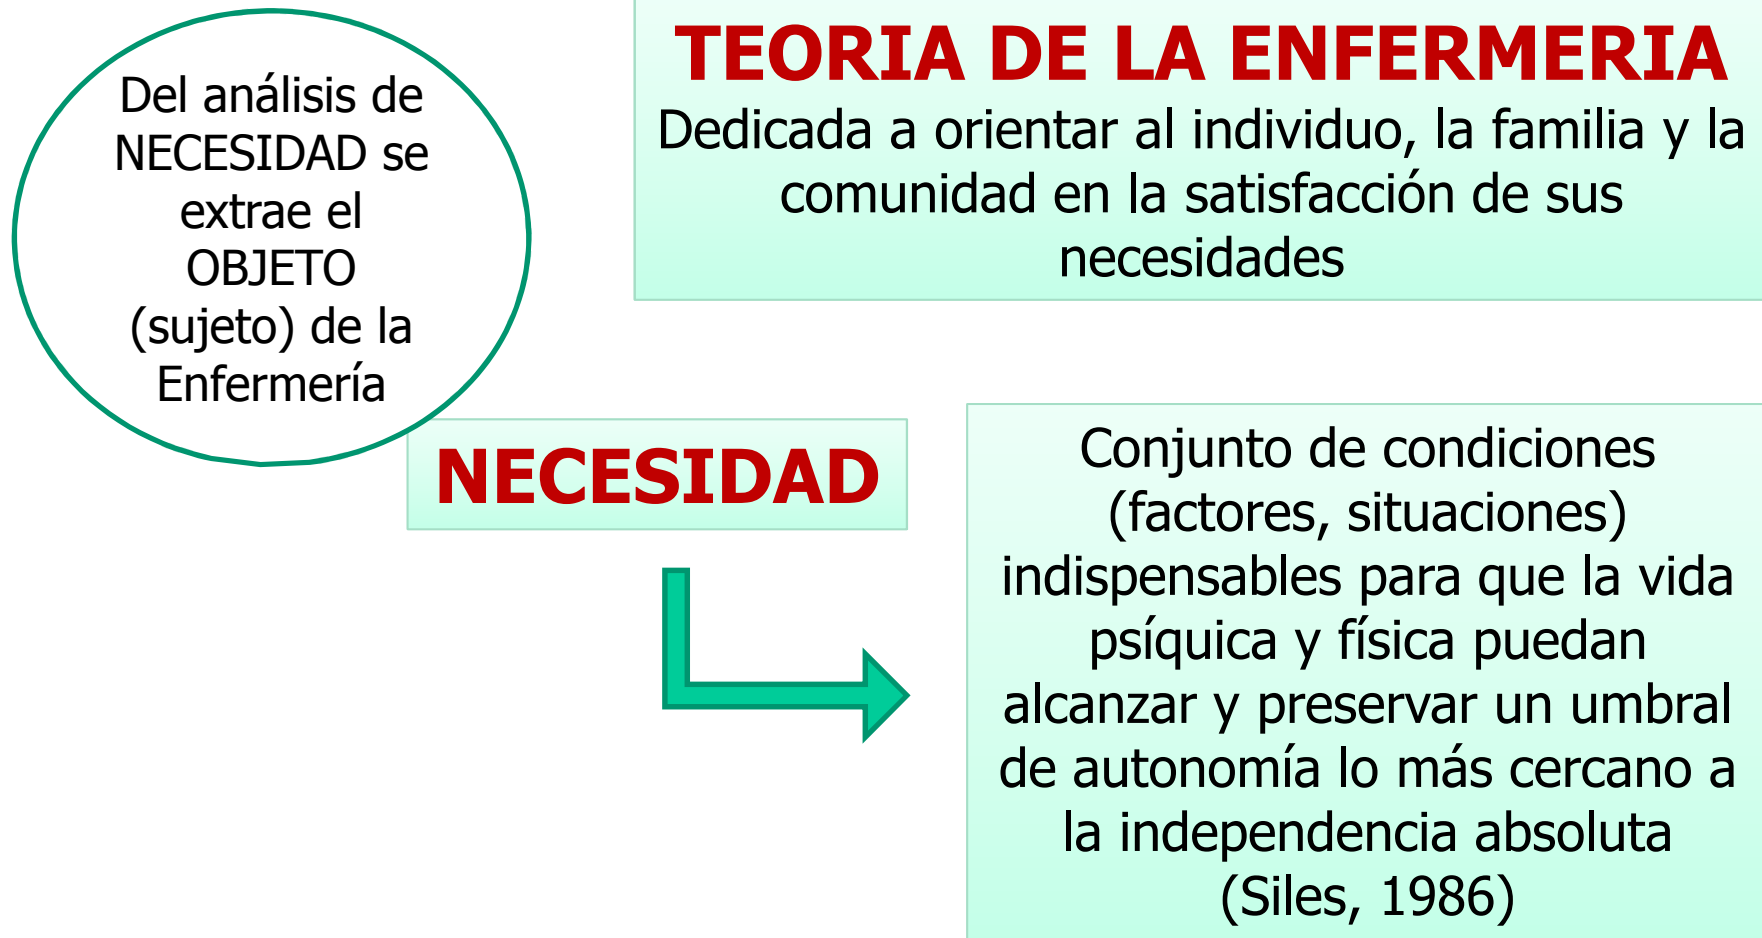 Del análisis de
NECESIDAD se
extrae el
OBJETO
(sujeto) de la
Enfermería
TEORIA DE LA ENFERMERIA
Dedicada a orientar al individuo, la familia y la
comunidad en la satisfacción de sus
necesidades
NECESIDAD
Conjunto de condiciones
(factores, situaciones)
indispensables para que la vida
psíquica y física puedan
alcanzar y preservar un umbral
de autonomía lo más cercano a
la independencia absoluta
(Siles, 1986)